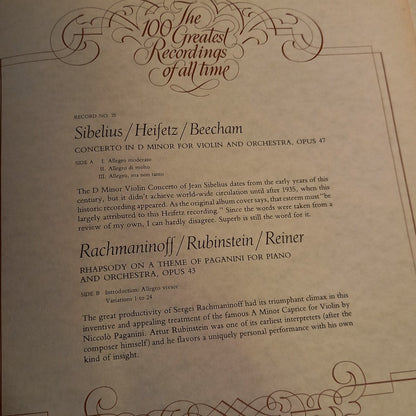 The
100 Greatest
Recordings
of all time
RECORD NO. 25
Sibelius/Heifetz/Beecham
CONCERTO IN D MINOR FOR VIOLIN AND ORCHESTRA, OPUS 47
SIDE A I. Allegro moderato
II. Allegro di molto
III. Allegro, ma non tanto
The D Minor Violin Concerto of Jean Sibelius dates from the early years of this
century, but it didn't achieve world-wide circulation until after 1935, when this
historic recording appeared. As the original album cover says, that esteem must "be
largely attributed to this Heifetz recording." Since the words were taken from a
review of my own, I can hardly disagree. Superb is still the word for it.
Rachmaninoff/Rubinstein/Reiner
RHAPSODY ON A THEME OF PAGANINI FOR PIANO
AND ORCHESTRA, OPUS 43
SIDE B Introduction: Allegro vivace
Variations 1 to 24
The great productivity of Sergei Rachmaninoff had its triumphant climax in this
inventive and appealing treatment of the famous A Minor Caprice for Violin by
Niccolò Paganini. Artur Rubinstein was one of its earliest interpreters (after the
composer himself) and he flavors a uniquely personal performance with his own
kind of insight.